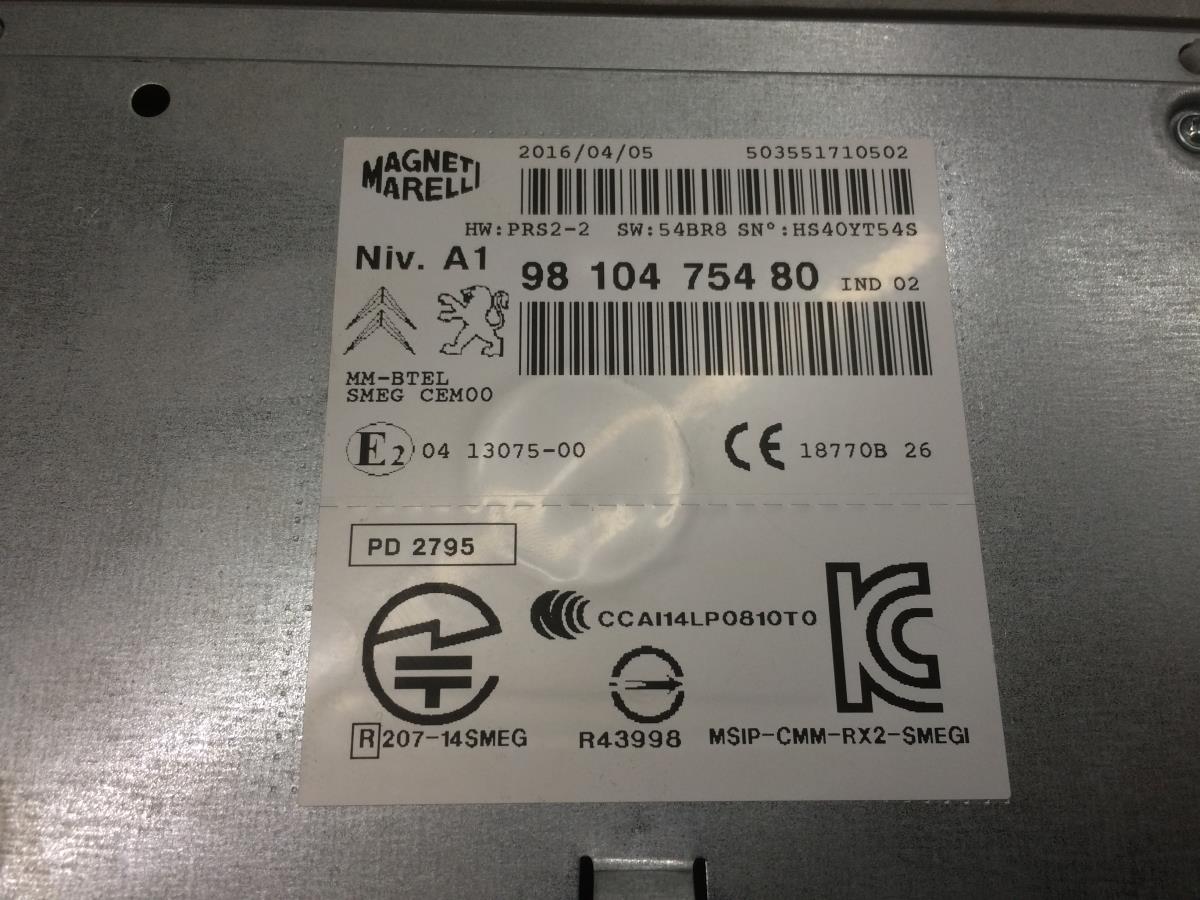 MAGNETI
MARELLI
2016/04/05 503551710502
HW:PRS2-2 SW:54BR8 SN°:HS40YT54S
Niv. A1
98 104 754 80 IND 02
MM-BTEL
SMEG CEM00
E2 04 13075-00
CE 18770B 26
PD 2795
CCAI14LP0810T0
R 207-14SMEG
R43998
MSIP-CMM-RX2-SMEGI